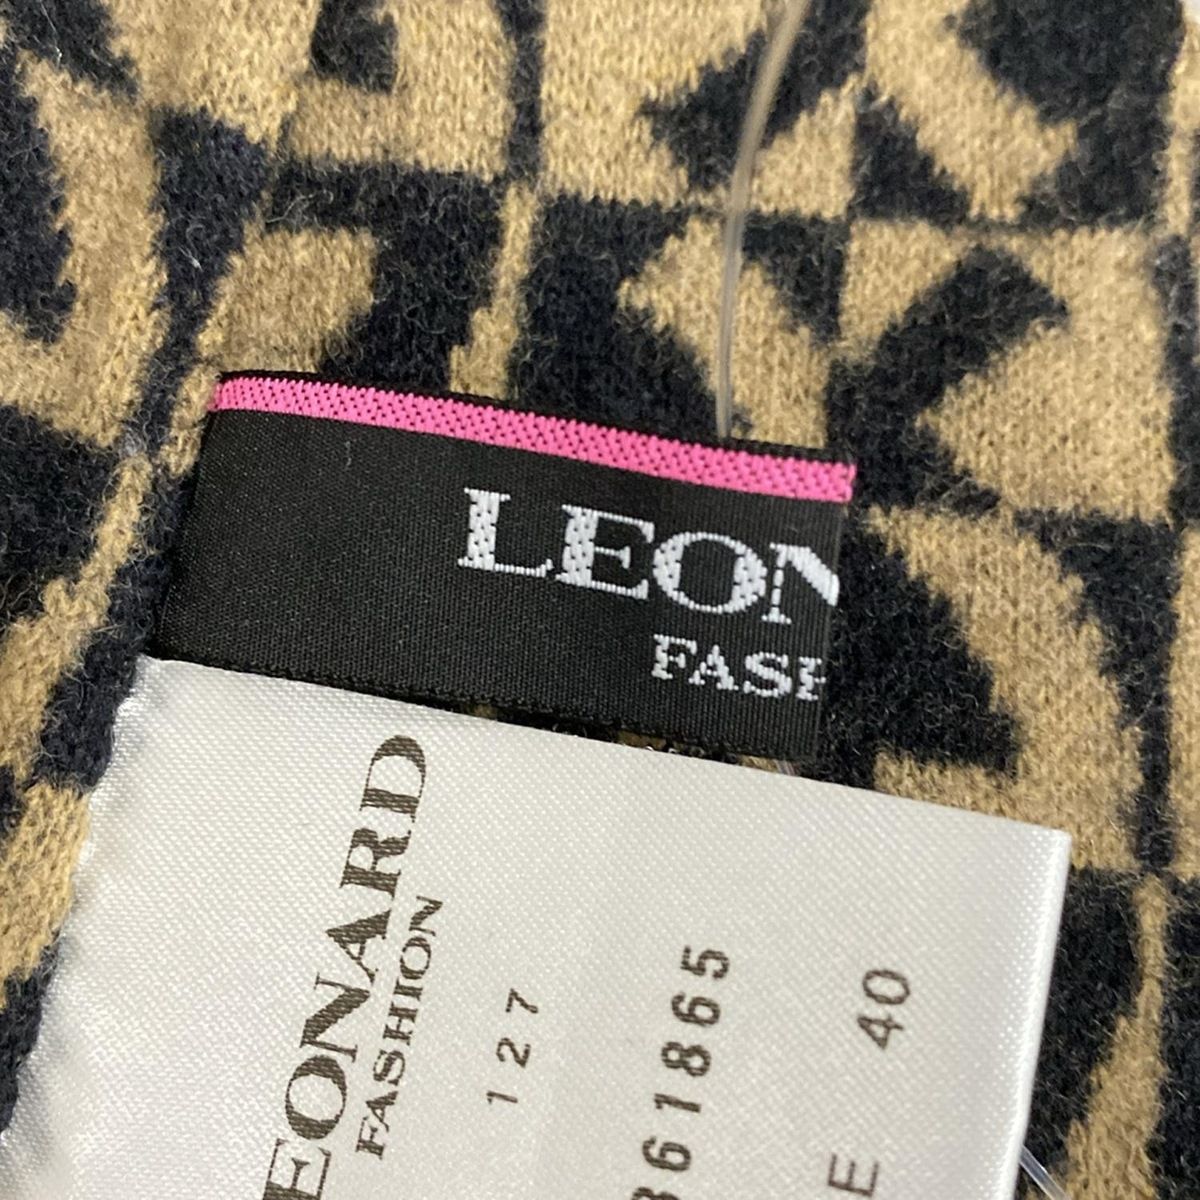 LEON
FASH
EONARD
FASHION
127
361865
E 40